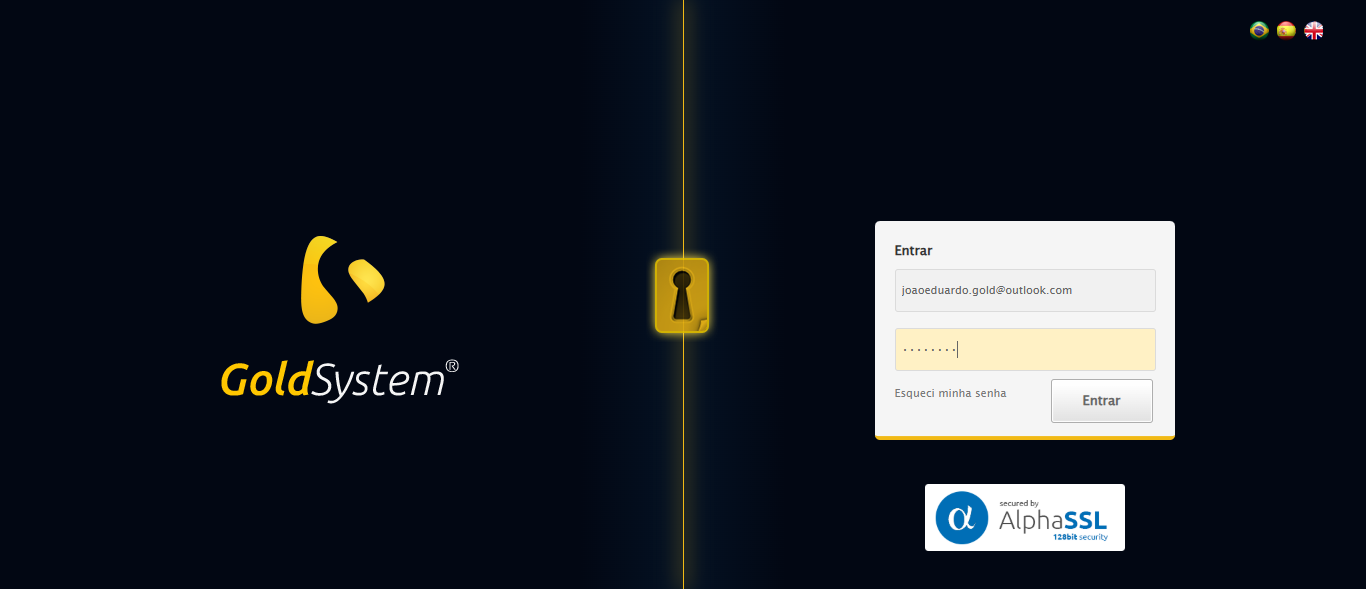 GoldSystem®
Entrar
joaoeduardo.gold@outlook.com
........
Esqueci minha senha
Entrar
α
secured by
AlphaSSL
128bit security